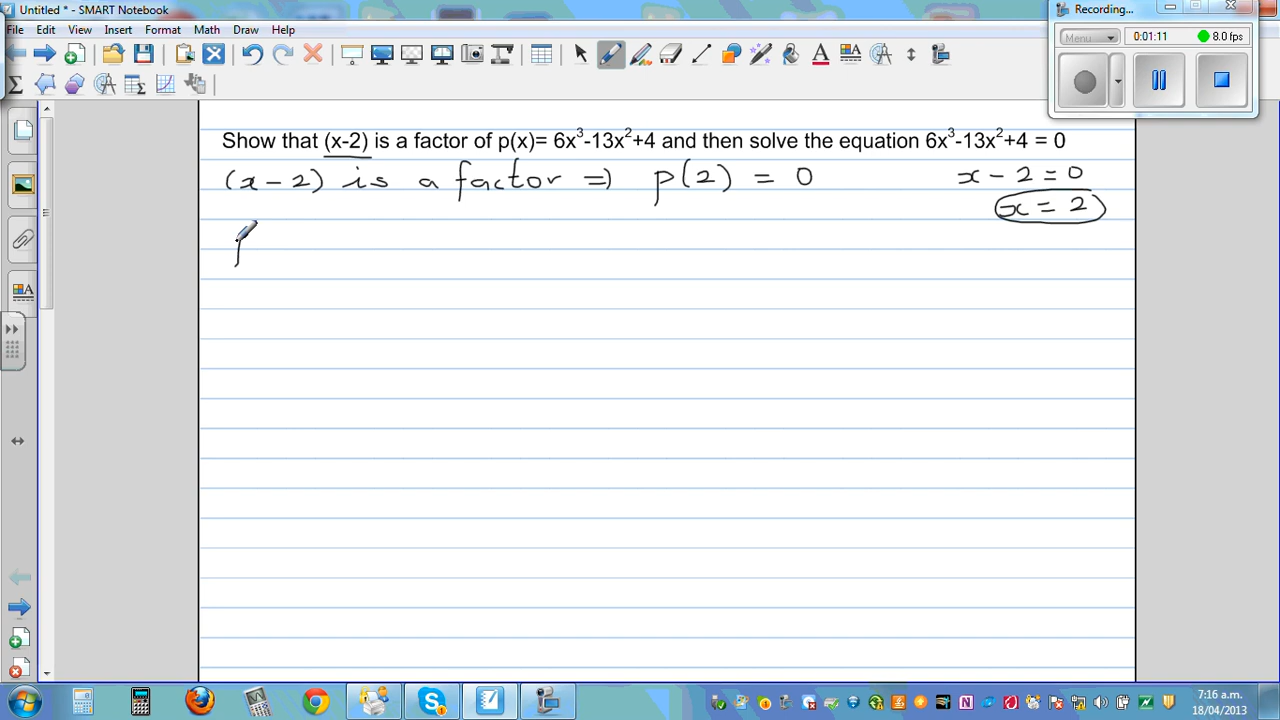 Untitled * - SMART Notebook
File Edit View Insert Format Math Draw Help
Recording...
Menu 0:01:11 8.0 fps
Show that (x-2) is a factor of p(x)= 6x³-13x²+4 and then solve the equation 6x³-13x²+4 = 0
(x-2) is a factor => p(2) = 0
x - 2 = 0
x = 2
7:16 a.m.
18/04/2013